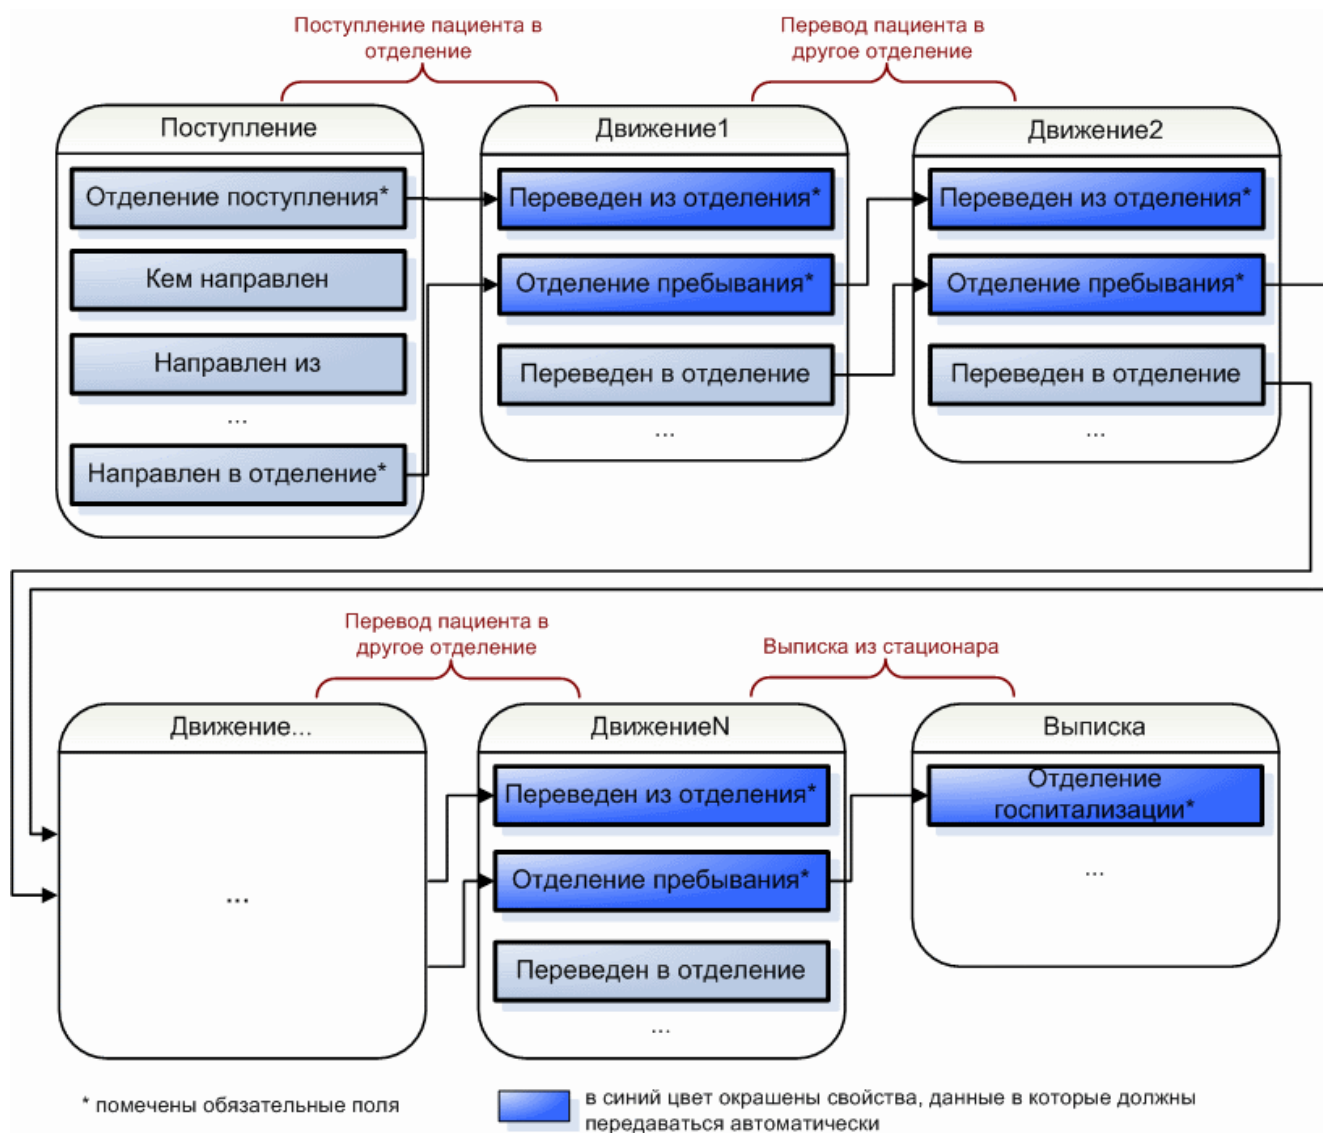 Поступление пациента в
отделение
Перевод пациента в
другое отделение
Поступление
Отделение поступления*
Кем направлен
Направлен из
...
Направлен в отделение*
Движение1
Переведен из отделения*
Отделение пребывания*
Переведен в отделение
...
Движение2
Переведен из отделения*
Отделение пребывания*
Переведен в отделение
...
Перевод пациента в
другое отделение
Выписка из стационара
Движение...
...
ДвижениеN
Переведен из отделения*
Отделение пребывания*
Переведен в отделение
...
Выписка
Отделение
госпитализации*
...
* помечены обязательные поля
в синий цвет окрашены свойства, данные в которые должны
передаваться автоматически